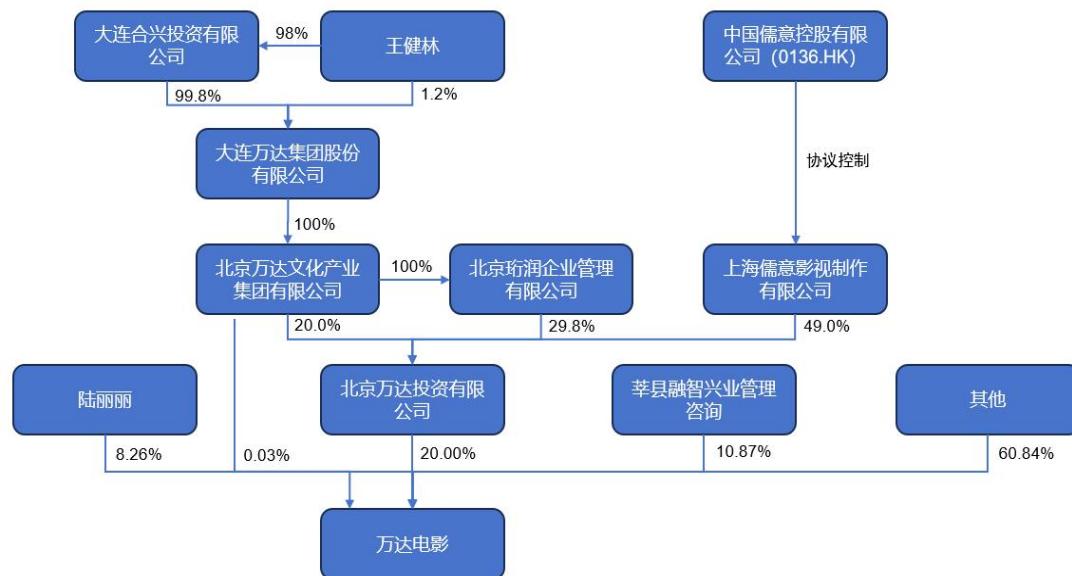 大连合兴投资有限
公司
98%
王健林
中国儒意控股有限
公司（0136.HK）
99.8%
1.2%
大连万达集团股份
有限公司
协议控制
100%
北京万达文化产业
集团有限公司
100%
北京珩润企业管理
有限公司
上海儒意影视制作
有限公司
20.0%
29.8%
49.0%
陆丽丽
北京万达投资有限
公司
莘县融智兴业管理
咨询
其他
8.26%
0.03%
20.00%
10.87%
60.84%
万达电影